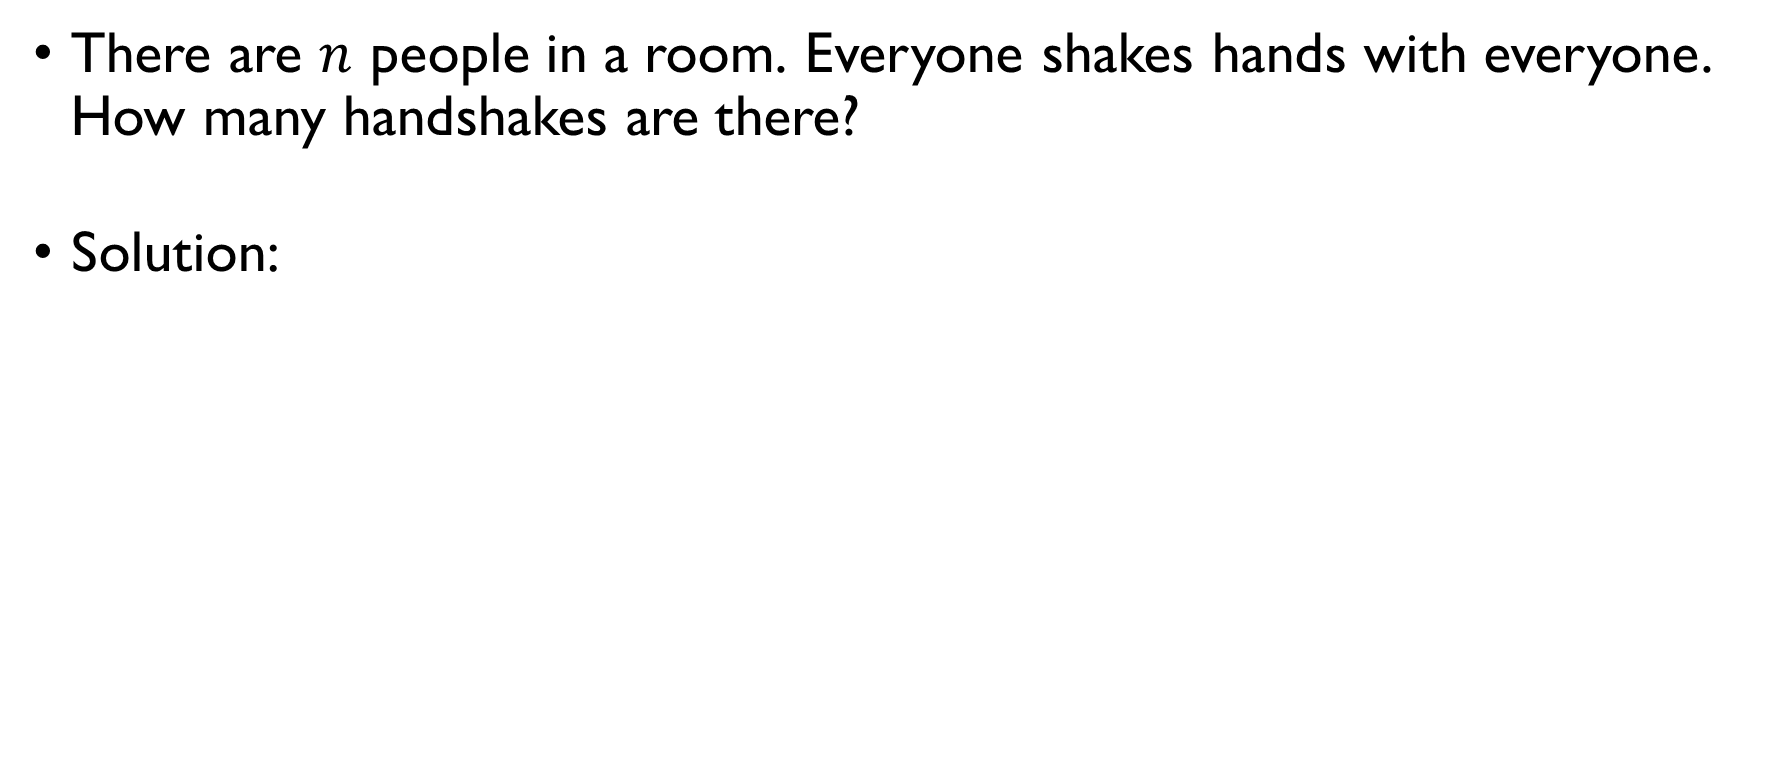 • There are 𝑛 people in a room. Everyone shakes hands with everyone.
How many handshakes are there?
• Solution: